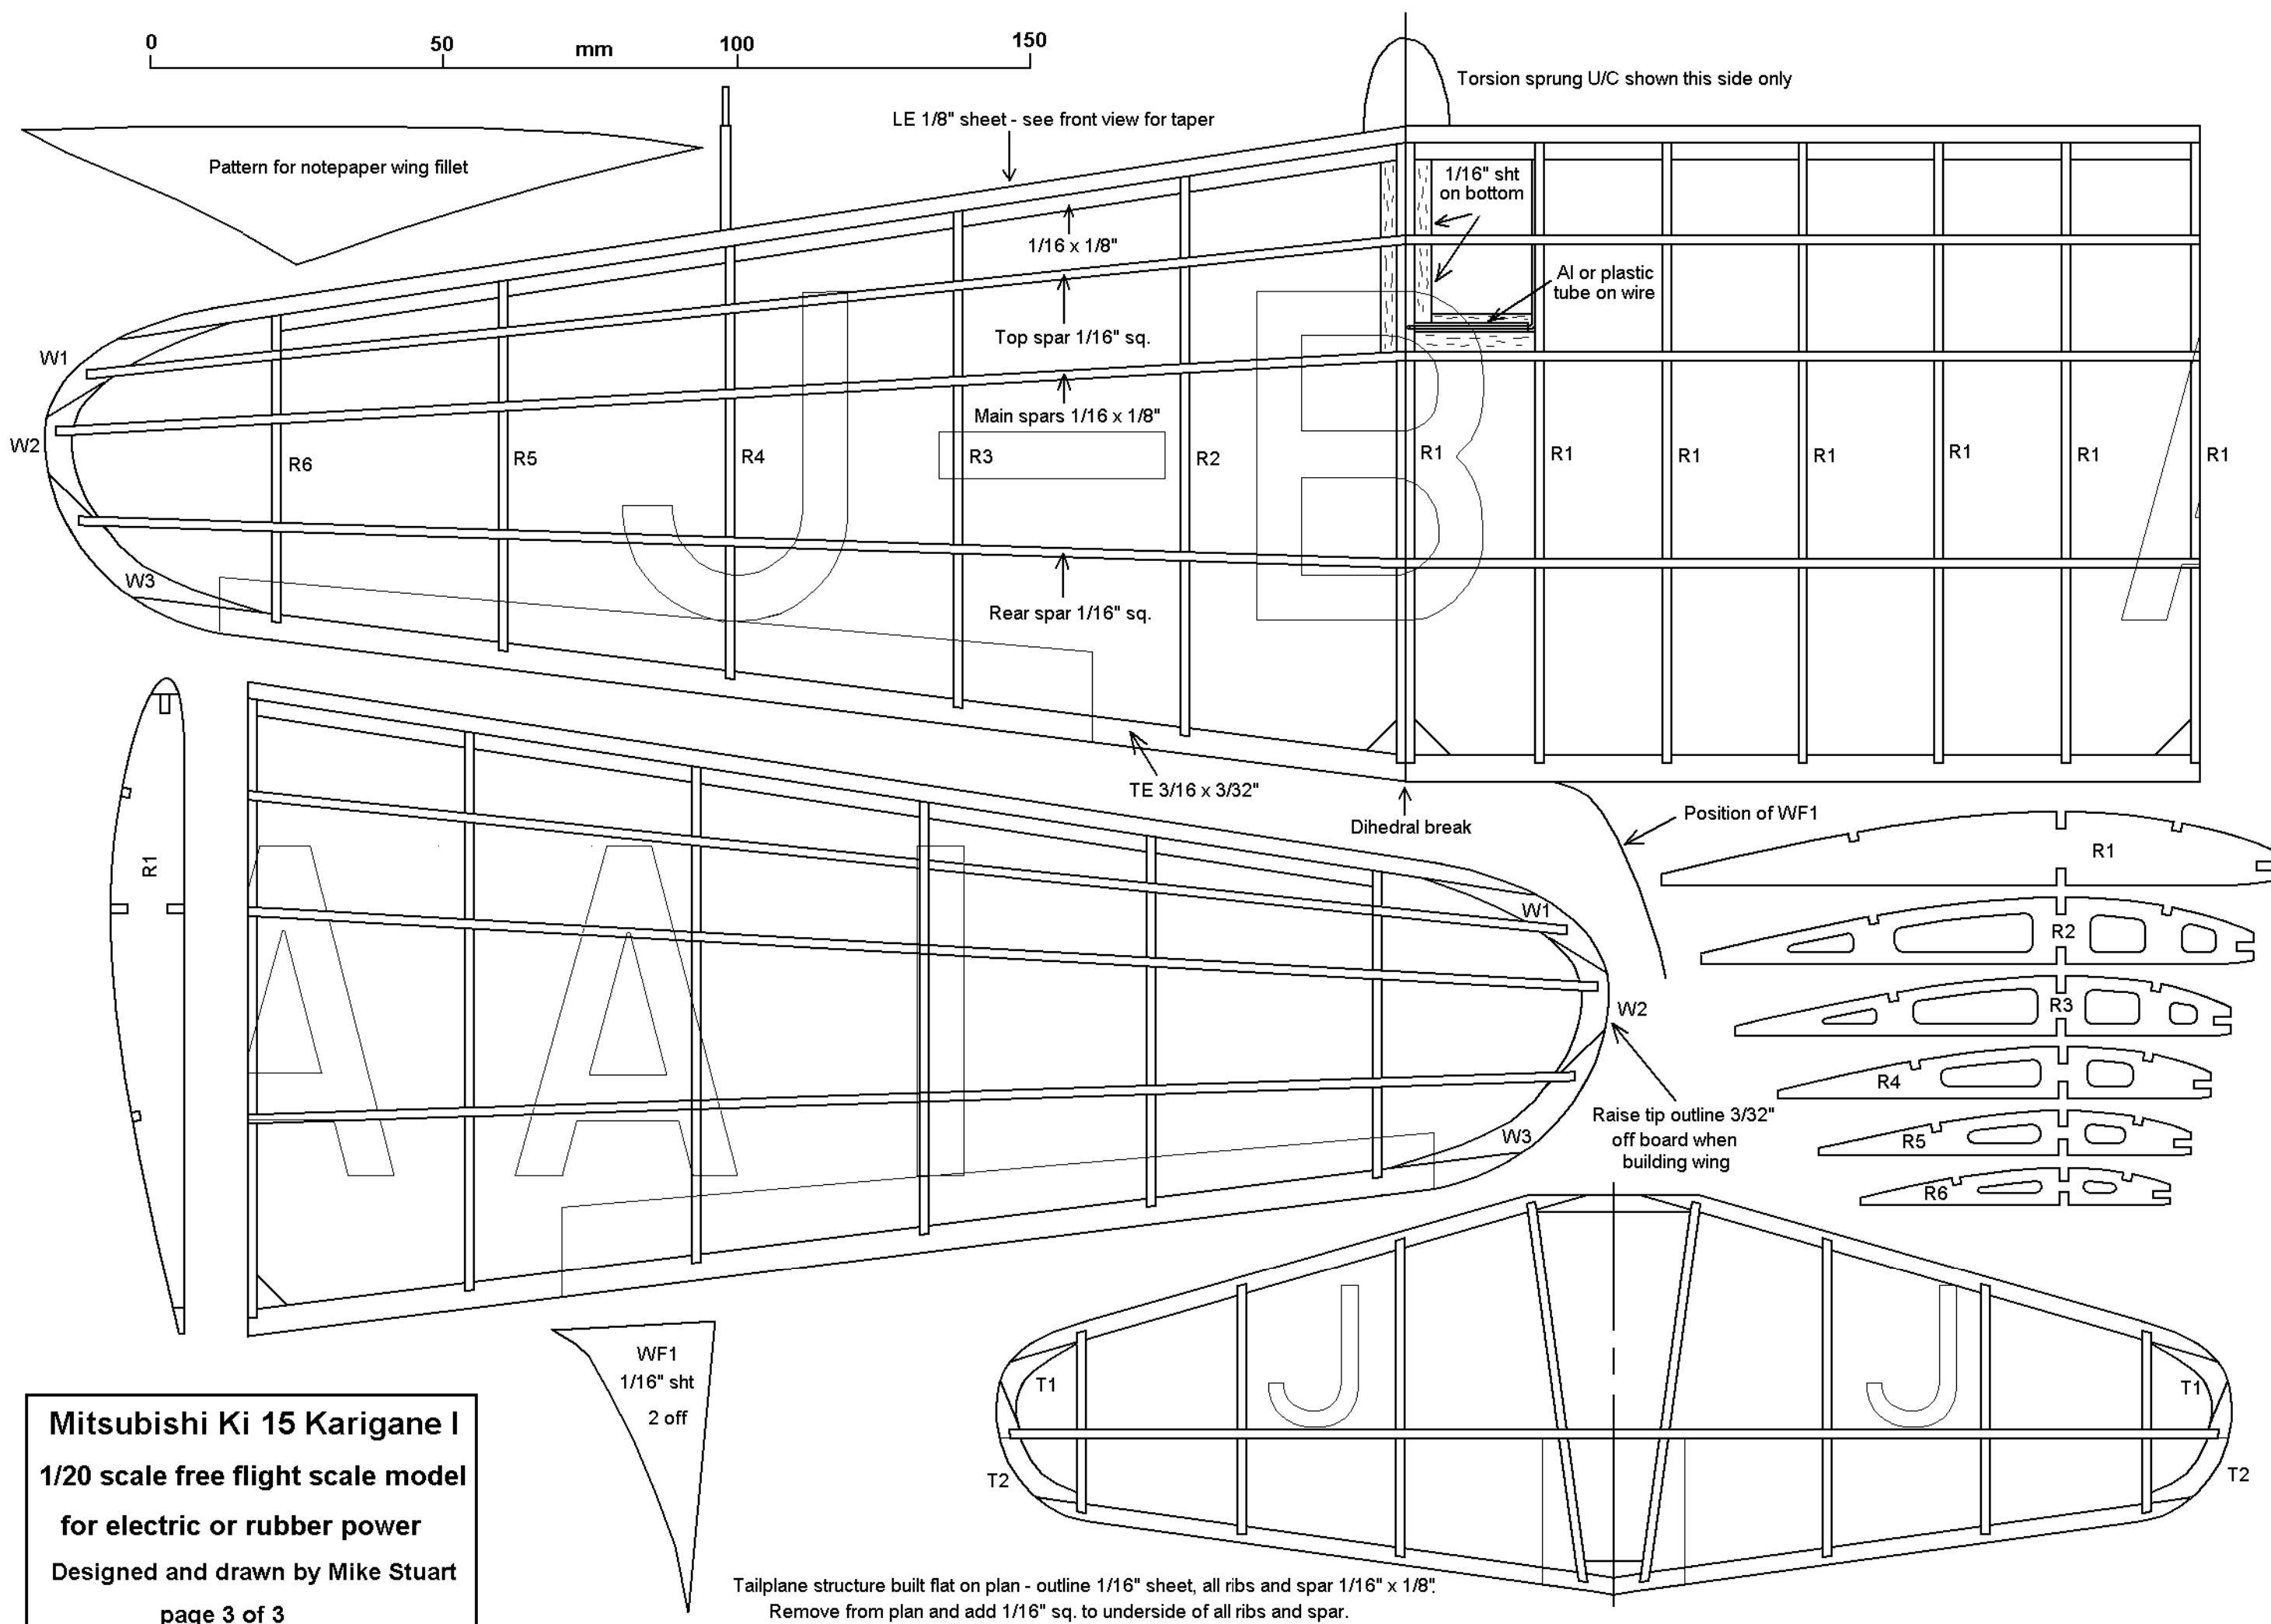 0 50 mm 100 150
Torsion sprung U/C shown this side only
LE 1/8" sheet - see front view for taper
Pattern for notepaper wing fillet
1/16" sht
on bottom
1/16 x 1/8"
Al or plastic
tube on wire
Top spar 1/16" sq.
W1
Main spars 1/16 x 1/8"
W2
R6 R5 R4 R3 R2 R1 R1 R1 R1 R1 R1 R1
J - B A
W3
Rear spar 1/16" sq.
TE 3/16 x 3/32"
Dihedral break
Position of WF1
R1
R1
R2
R3
R4
R5
R6
A A I
W1
W2
W3
Raise tip outline 3/32"
off board when
building wing
WF1
1/16" sht
2 off
J J
T1 T1
T2 T2
Mitsubishi Ki 15 Karigane I
1/20 scale free flight scale model
for electric or rubber power
Designed and drawn by Mike Stuart
page 3 of 3
Tailplane structure built flat on plan - outline 1/16" sheet, all ribs and spar 1/16" x 1/8".
Remove from plan and add 1/16" sq. to underside of all ribs and spar.